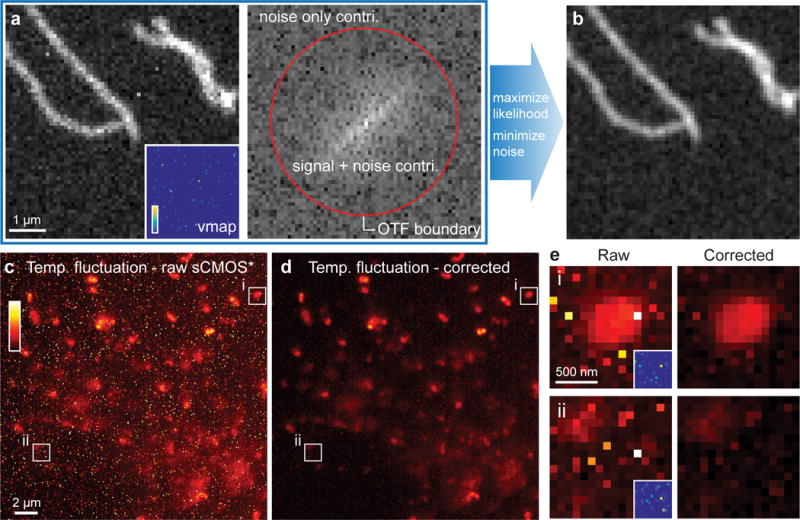 a
noise only contri.
signal + noise contri.
OTF boundary
1 μm
vmap
maximize
likelihood
minimize
noise
b
c Temp. fluctuation - raw sCMOS*
i
ii
2 μm
d Temp. fluctuation - corrected
i
ii
e Raw Corrected
i
500 nm
ii